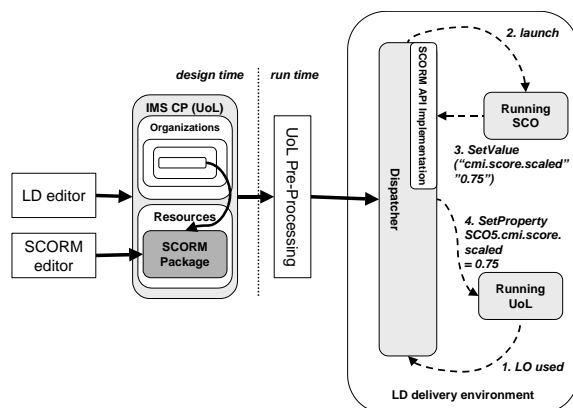 design time
run time
IMS CP (UoL)
Organizations
Resources
SCORM
Package
LD editor
SCORM
editor
UoL Pre-Processing
Dispatcher
SCORM API Implementation
2. launch
Running
SCO
3. SetValue
(“cmi.score.scaled”
”0.75”)
4. SetProperty
SCO5.cmi.score.
scaled
= 0.75
Running
UoL
1. LO used
LD delivery environment